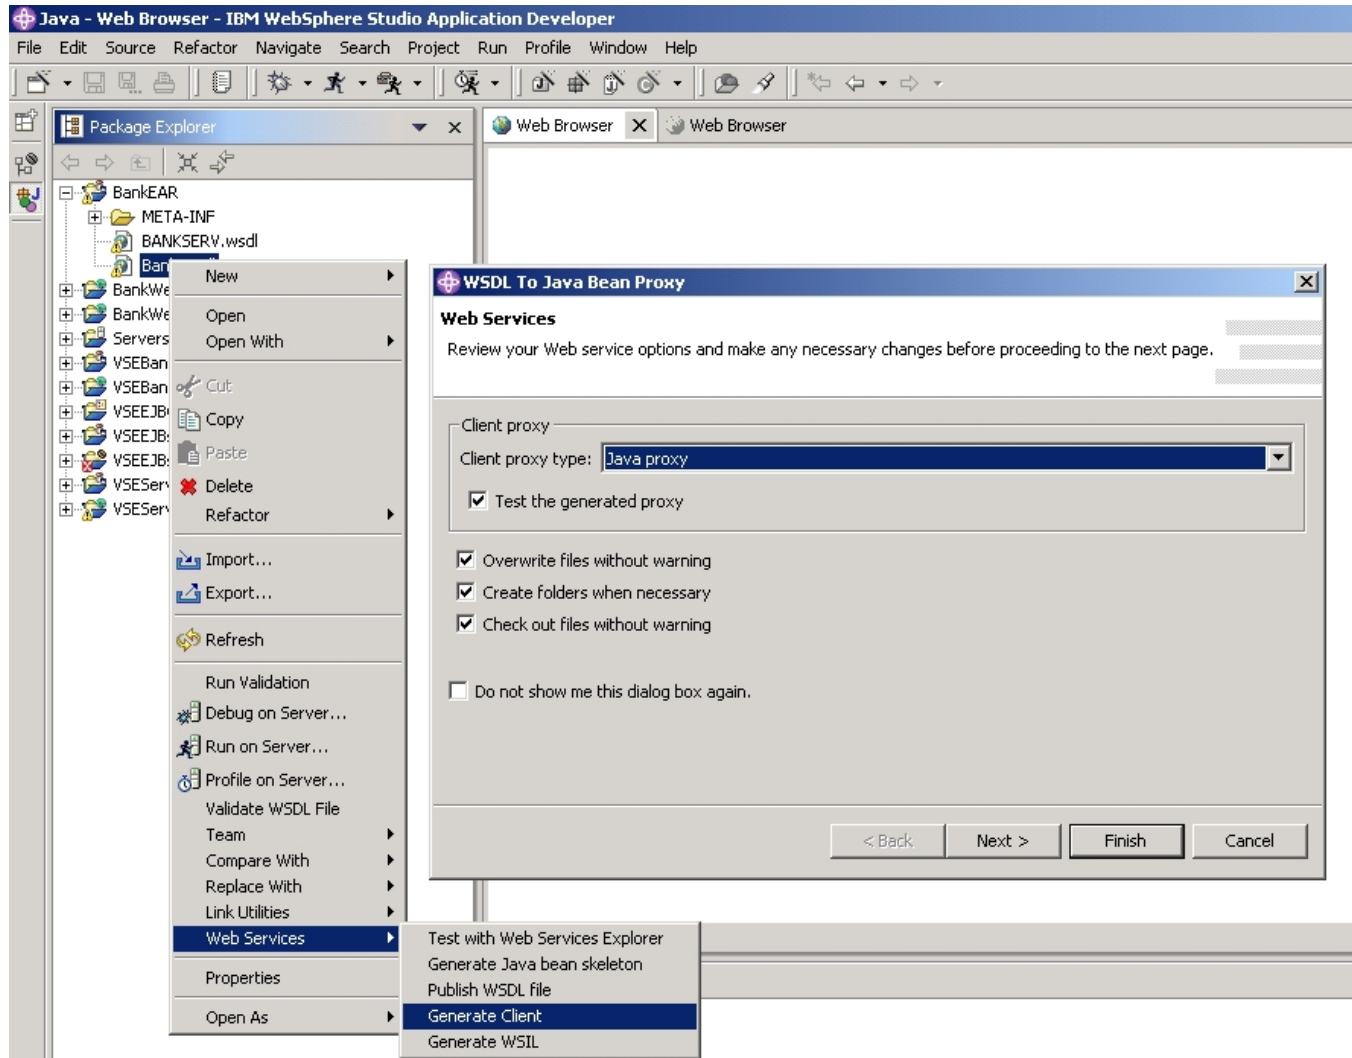 Java - Web Browser - IBM WebSphere Studio Application Developer
File Edit Source Refactor Navigate Search Project Run Profile Window Help
Package Explorer
Web Browser Web Browser
BankEAR
META-INF
BANKSERV.wsdl
BankWe
BankWe
Servers
VSEBan
VSEBan
VSEEJB
VSEEJB
VSEEJB
VSEServ
VSEServ
New
Open
Open With
Cut
Copy
Paste
Delete
Refactor
Import...
Export...
Refresh
Run Validation
Debug on Server...
Run on Server...
Profile on Server...
Validate WSDL File
Team
Compare With
Replace With
Link Utilities
Web Services
Properties
Open As
Test with Web Services Explorer
Generate Java bean skeleton
Publish WSDL file
Generate Client
Generate WSIL
WSDL To Java Bean Proxy
Web Services
Review your Web service options and make any necessary changes before proceeding to the next page.
Client proxy
Client proxy type: Java proxy
Test the generated proxy
Overwrite files without warning
Create folders when necessary
Check out files without warning
Do not show me this dialog box again.
< Back Next > Finish Cancel